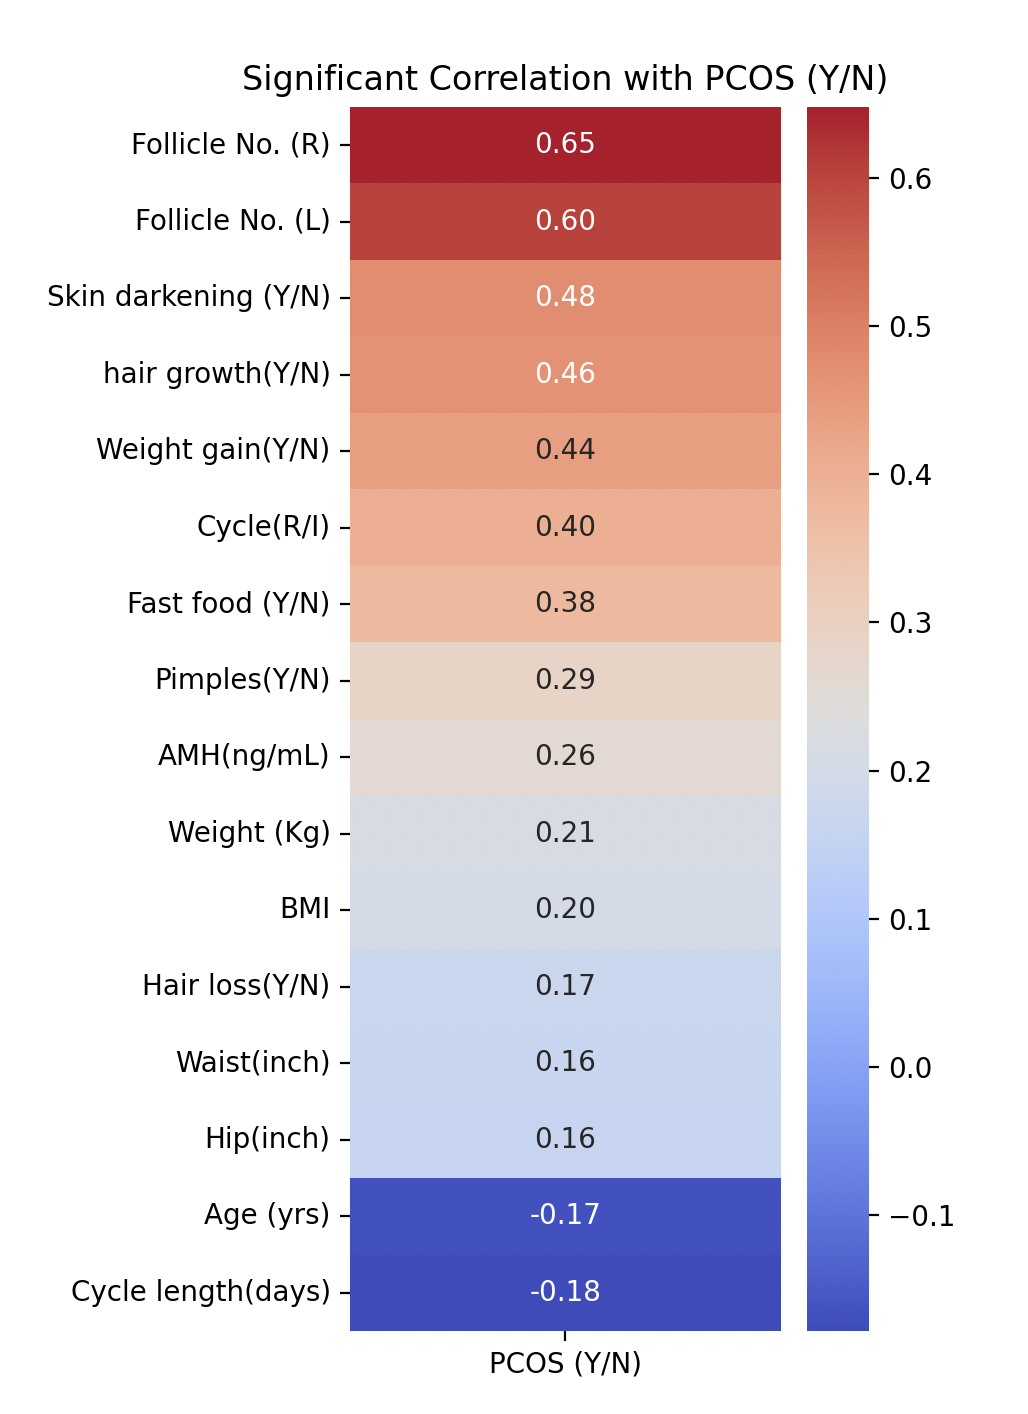 Significant Correlation with PCOS (Y/N)
Follicle No. (R) 0.65
Follicle No. (L) 0.60
Skin darkening (Y/N) 0.48
hair growth(Y/N) 0.46
Weight gain(Y/N) 0.44
Cycle(R/I) 0.40
Fast food (Y/N) 0.38
Pimples(Y/N) 0.29
AMH(ng/mL) 0.26
Weight (Kg) 0.21
BMI 0.20
Hair loss(Y/N) 0.17
Waist(inch) 0.16
Hip(inch) 0.16
Age (yrs) -0.17
Cycle length(days) -0.18
PCOS (Y/N)
0.6
0.5
0.4
0.3
0.2
0.1
0.0
−0.1